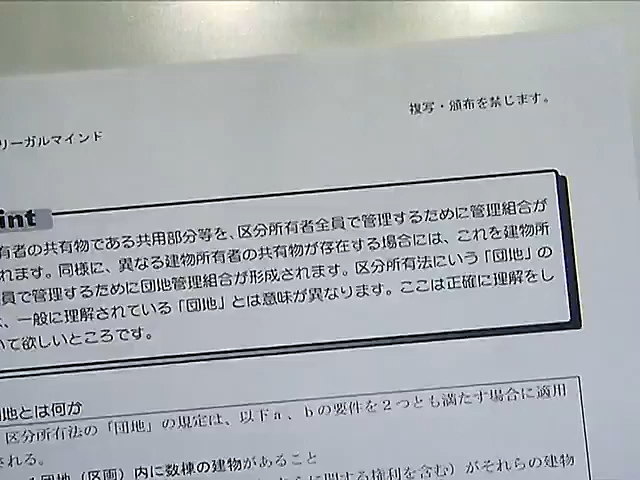 複写・頒布を禁じます。
リーガルマインド
int
有者の共有物である共用部分等を、区分所有者全員で管理するために管理組合が
れます。同様に、異なる建物所有者の共有物が存在する場合には、これを建物所
員で管理するために団地管理組合が形成されます。区分所有法にいう「団地」の
、一般に理解されている「団地」とは意味が異なります。ここは正確に理解をし
いて欲しいところです。
地とは何か
区分所有法の「団地」の規定は、以下a、bの要件を2つとも満たす場合に適用
される。
団地（区画）内に数棟の建物があること
に関する権利を含む）がそれらの建物